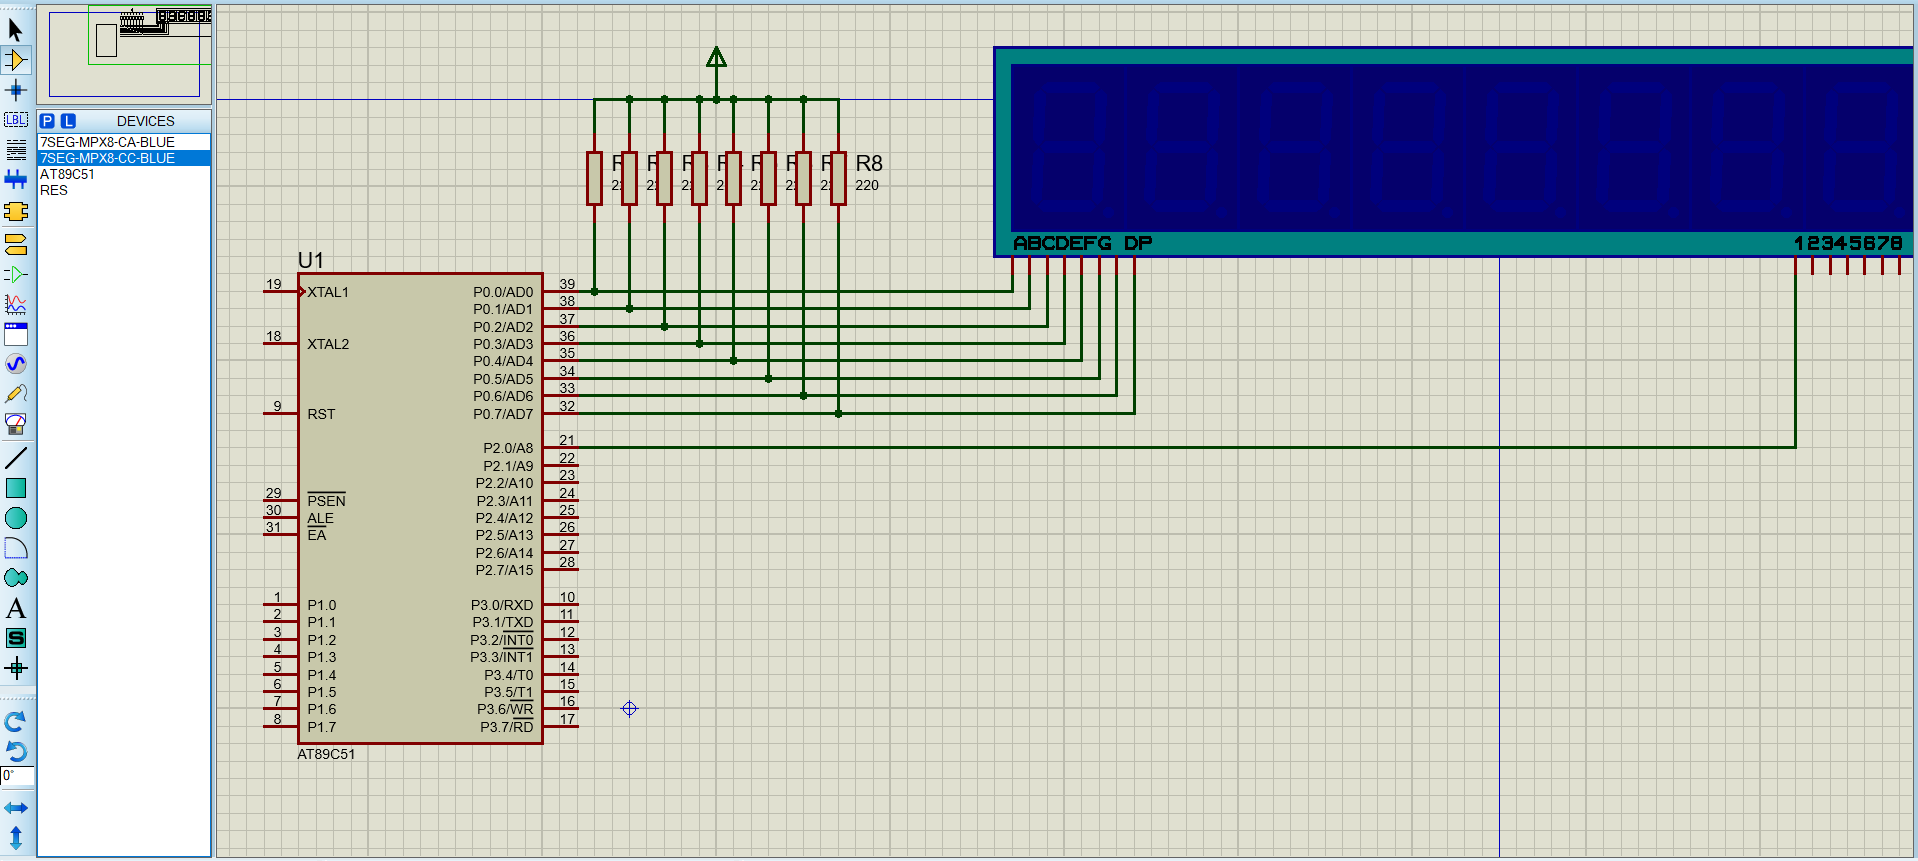 P L DEVICES
7SEG-MPX8-CA-BLUE
7SEG-MPX8-CC-BLUE
AT89C51
RES
LBL
A
S
0°
R8
220
ABCDEFG DP
12345678
U1
19 XTAL1
18 XTAL2
9 RST
29 PSEN
30 ALE
31 EA
1 P1.0
2 P1.1
3 P1.2
4 P1.3
5 P1.4
6 P1.5
7 P1.6
8 P1.7
P0.0/AD0 39
P0.1/AD1 38
P0.2/AD2 37
P0.3/AD3 36
P0.4/AD4 35
P0.5/AD5 34
P0.6/AD6 33
P0.7/AD7 32
P2.0/A8 21
P2.1/A9 22
P2.2/A10 23
P2.3/A11 24
P2.4/A12 25
P2.5/A13 26
P2.6/A14 27
P2.7/A15 28
P3.0/RXD 10
P3.1/TXD 11
P3.2/INT0 12
P3.3/INT1 13
P3.4/T0 14
P3.5/T1 15
P3.6/WR 16
P3.7/RD 17
AT89C51